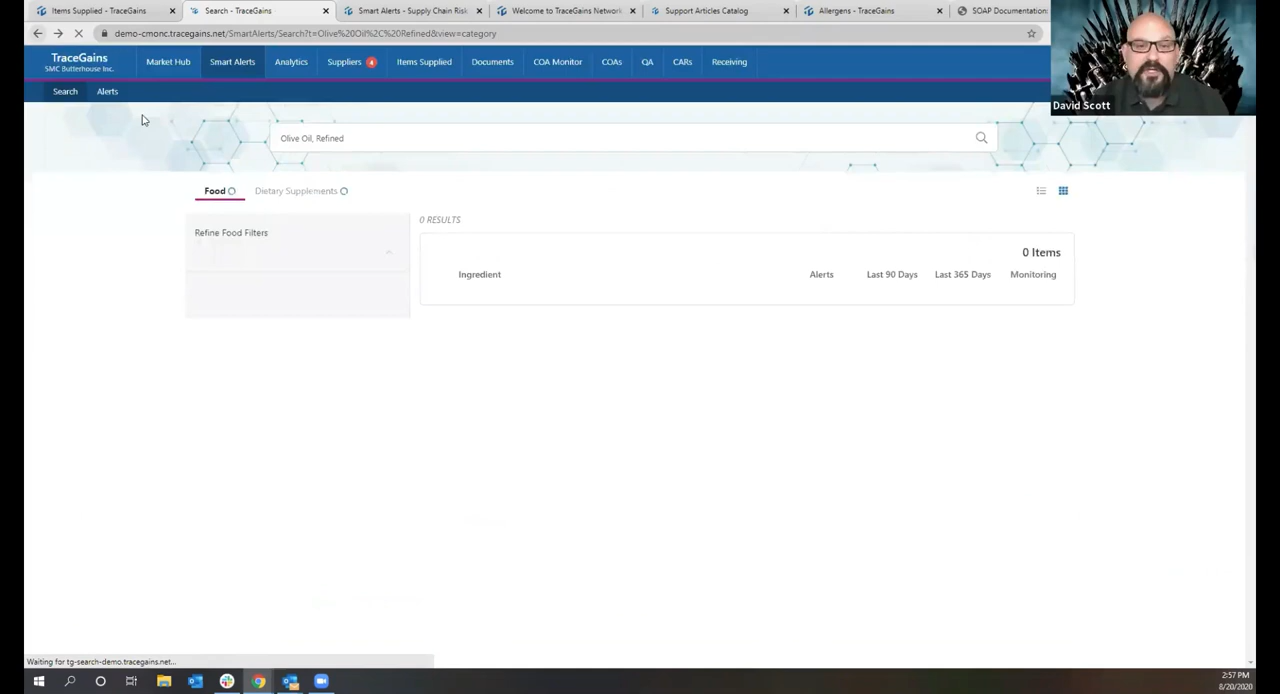 Items Supplied - TraceGains
Search - TraceGains
Smart Alerts - Supply Chain Risk
Welcome to TraceGains Network
Support Articles Catalog
Allergens - TraceGains
SOAP Documentation:
demo-cmonc.tracegains.net/SmartAlerts/Search?t=Olive%20Oil%2C%20Refined&view=category
TraceGains
SMC Butterhouse Inc.
Market Hub
Smart Alerts
Analytics
Suppliers 4
Items Supplied
Documents
COA Monitor
COAs
QA
CARs
Receiving
David Scott
Search
Alerts
Olive Oil, Refined
Food
Dietary Supplements
0 RESULTS
Refine Food Filters
0 Items
Ingredient
Alerts
Last 90 Days
Last 365 Days
Monitoring
Waiting for tg-search-demo.tracegains.net...
2:57 PM
8/20/2020